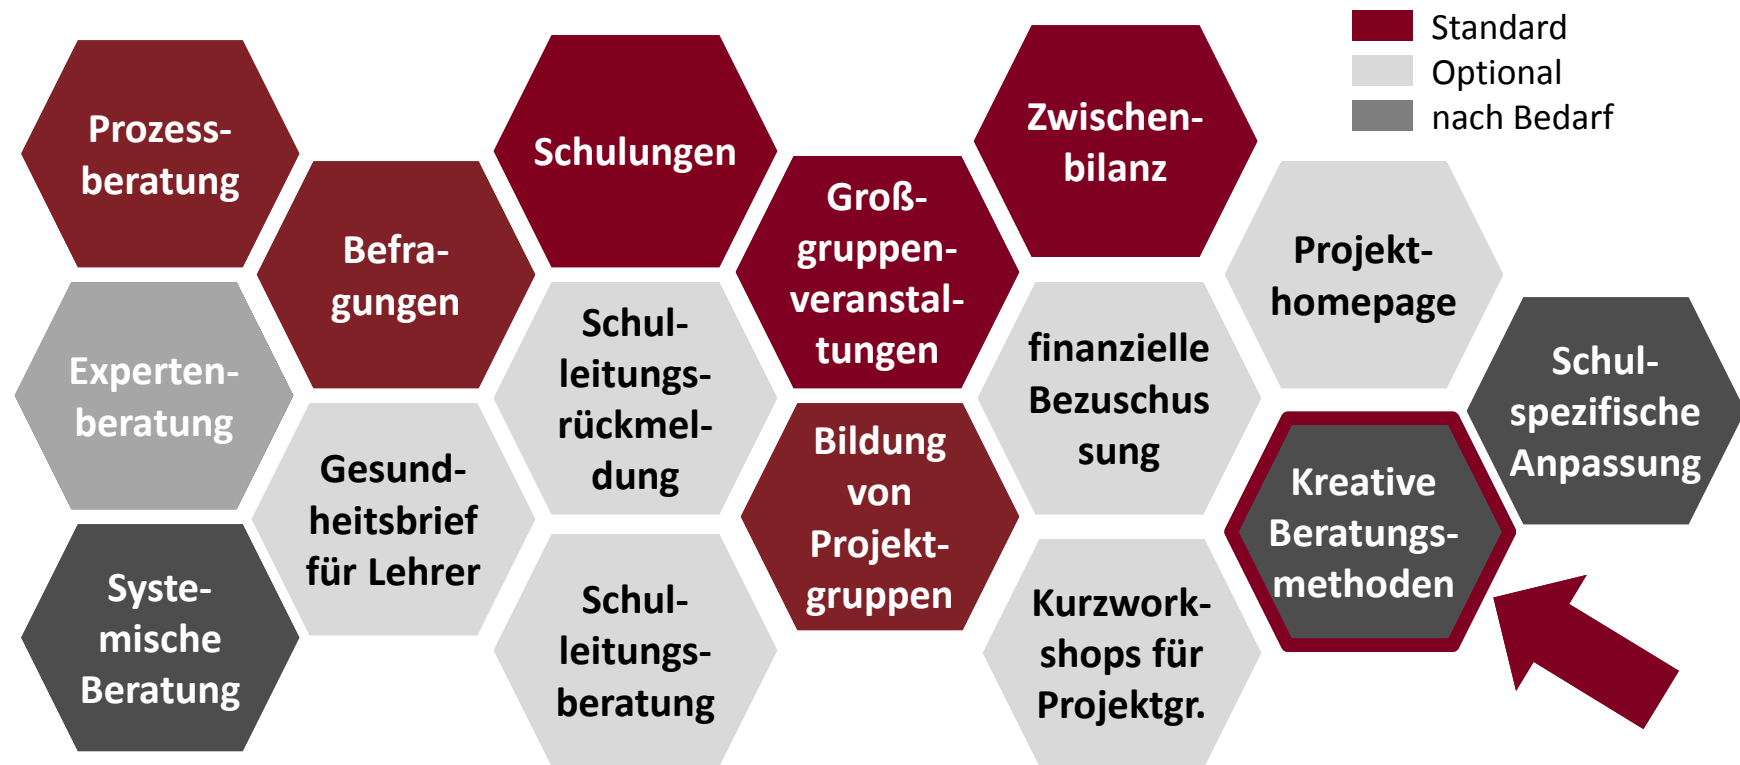 Standard
Optional
nach Bedarf
Prozess-
beratung
Befra-
gungen
Schulungen
Groß-
gruppen-
veranstal-
tungen
Zwischen-
bilanz
Projekt-
homepage
Experten-
beratung
Gesund-
heitsbrief
für Lehrer
Schul-
leitungs-
rückmel-
dung
Bildung
von
Projekt-
gruppen
finanzielle
Bezuschus
sung
Kreative
Beratungs-
methoden
Schul-
spezifische
Anpassung
Syste-
mische
Beratung
Schul-
leitungs-
beratung
Kurzwork-
shops für
Projektgr.